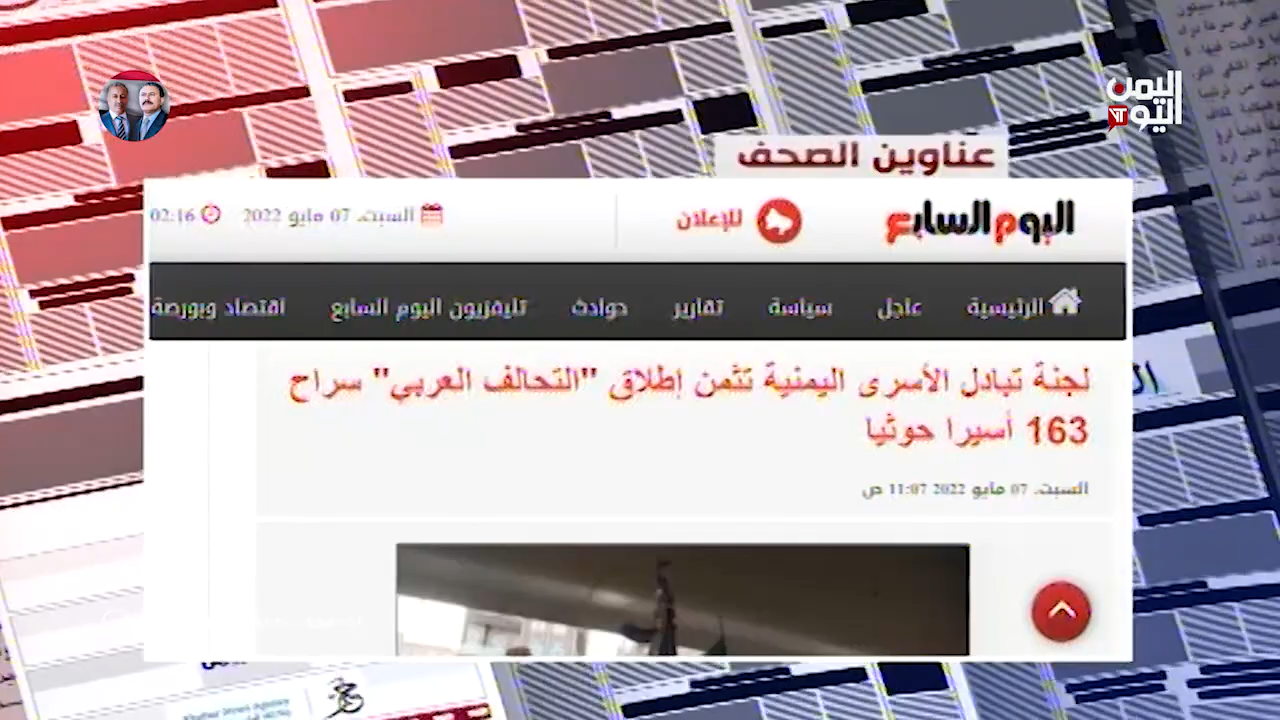 اليمن
اليوم
عناوين الصحف
اليوم السابع
للإعلان
السبت، 07 مايو 2022
02:16
الرئيسية عاجل سياسة تقارير حوادث تليفزيون اليوم السابع اقتصاد وبورصة
لجنة تبادل الأسرى اليمنية تثمن إطلاق "التحالف العربي" سراح
163 أسيرا حوثيا
السبت، 07 مايو 2022 11:07 ص